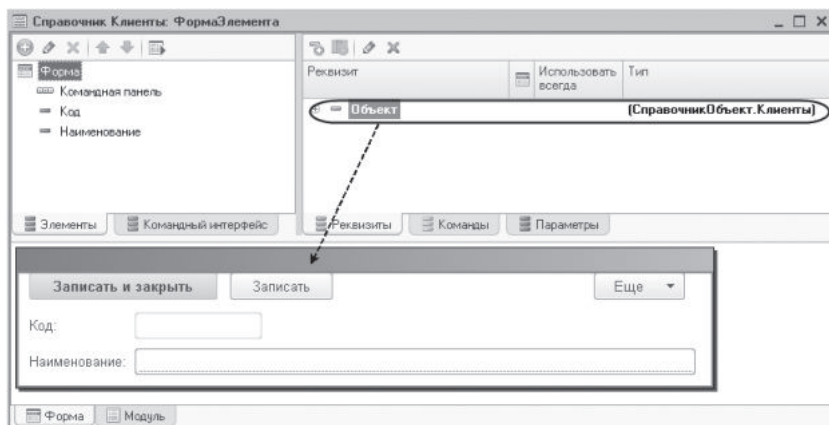 Справочник Клиенты: ФормаЭлемента
Форма
Командная панель
Код
Наименование
Элементы
Командный интерфейс
Реквизит
Использовать всегда
Тип
Объект
(СправочникОбъект.Клиенты)
Реквизиты
Команды
Параметры
Записать и закрыть
Записать
Еще
Код:
Наименование:
Форма
Модуль